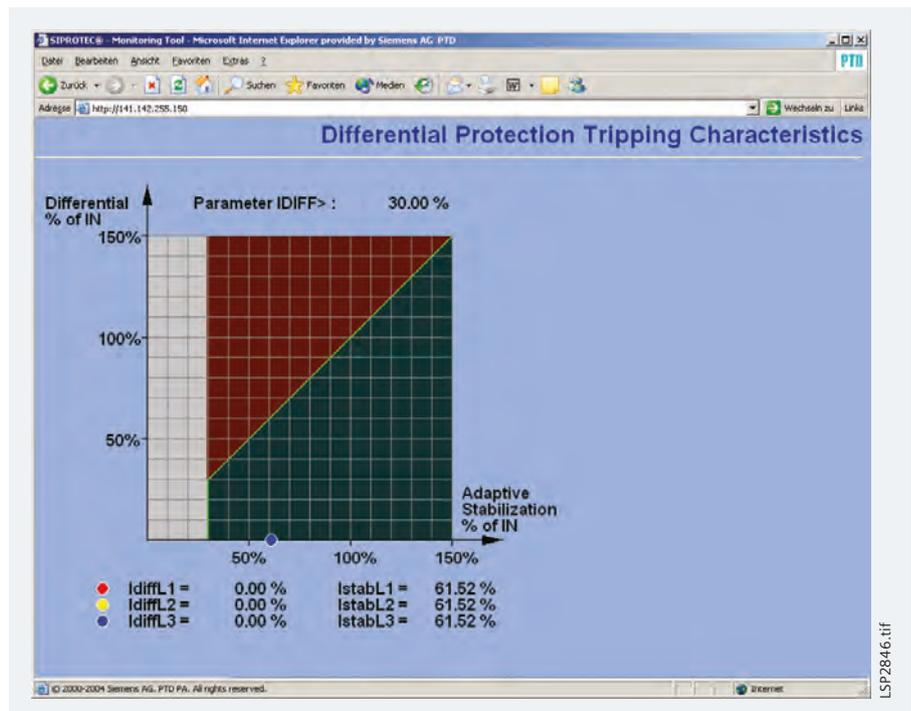 SIPROTEC® - Monitoring Tool - Microsoft Internet Explorer provided by Siemens AG PTD
Datei Bearbeiten Ansicht Favoriten Extras ?
PTD
Zurück Suchen Favoriten Medien
Adresse http://141.142.255.150 Wechseln zu Links
Differential Protection Tripping Characteristics
Differential
% of IN
Parameter IDIFF> : 30.00 %
150%
100%
50%
Adaptive
Stabilization
% of IN
50% 100% 150%
IdiffL1 = 0.00 % IstabL1 = 61.52 %
IdiffL2 = 0.00 % IstabL2 = 61.52 %
IdiffL3 = 0.00 % IstabL3 = 61.52 %
© 2000-2004 Siemens AG. PTD PA. All rights reserved. Internet
LSP2846.tif